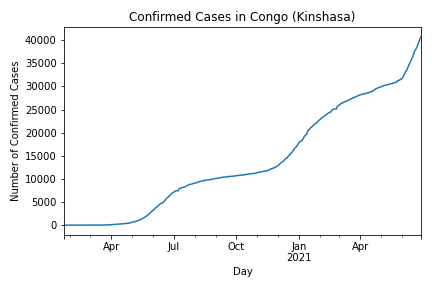 Confirmed Cases in Congo (Kinshasa)
Number of Confirmed Cases
40000
35000
30000
25000
20000
15000
10000
5000
0
Apr Jul Oct Jan Apr
2021
Day